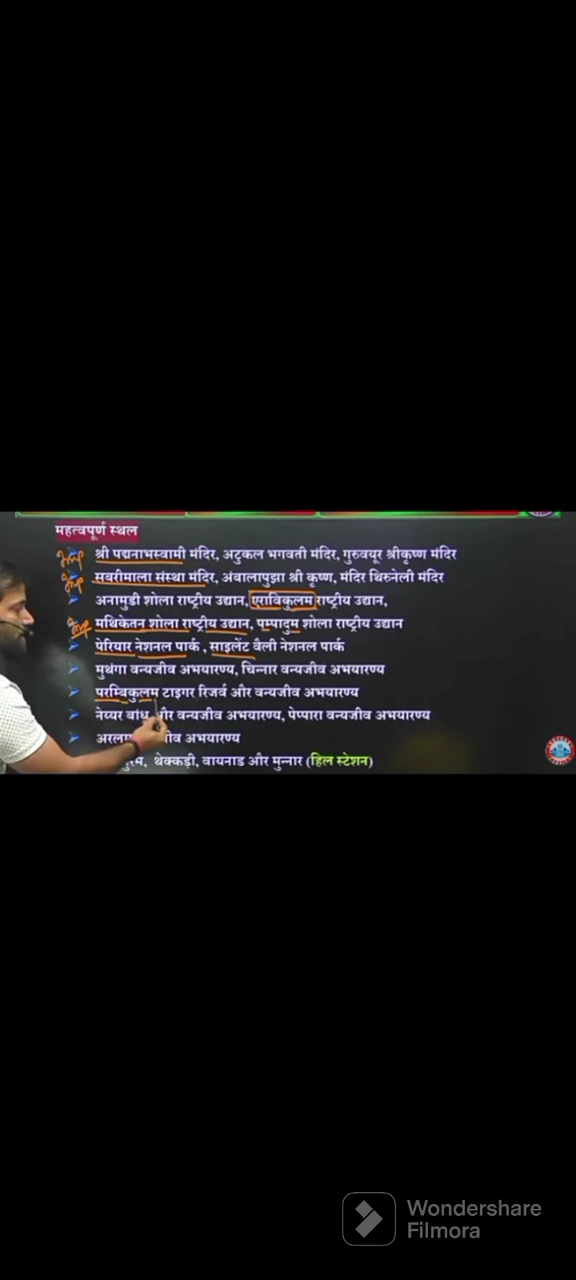 महत्वपूर्ण स्थल
Imp श्री पद्मनाभस्वामी मंदिर, अटुकल भगवती मंदिर, गुरुवयूर श्रीकृष्ण मंदिर
Imp सबरीमाला संस्था मंदिर, अंबालापुझा श्री कृष्ण, मंदिर थिरुनेली मंदिर
अनामुडी शोला राष्ट्रीय उद्यान, एराविकुलम राष्ट्रीय उद्यान,
Imp मथिकेतन शोला राष्ट्रीय उद्यान, पम्पादुम शोला राष्ट्रीय उद्यान
पेरियार नेशनल पार्क , साइलेंट वैली नेशनल पार्क
मुथंगा वन्यजीव अभयारण्य, चिन्नार वन्यजीव अभयारण्य
परम्बिकुलम टाइगर रिजर्व और वन्यजीव अभयारण्य
नेय्यर बांध और वन्यजीव अभयारण्य, पेप्पारा वन्यजीव अभयारण्य
अभयारण्य
थेक्कड़ी, वायनाड और मुन्नार (हिल स्टेशन)
Wondershare
Filmora